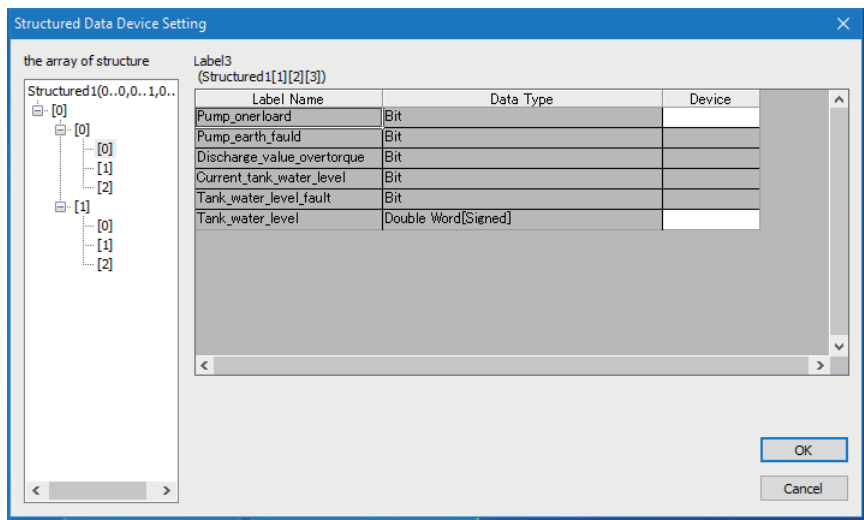 Structured Data Device Setting
the array of structure
Structured1(0..0,0..1,0..
[0]
[0]
[0]
[1]
[2]
[1]
[0]
[1]
[2]
Label3
(Structured1[1][2][3])
Label Name Data Type Device
Pump_onerloard Bit
Pump_earth_fauld Bit
Discharge_value_overtorque Bit
Current_tank_water_level Bit
Tank_water_level_fault Bit
Tank_water_level Double Word[Signed]
OK
Cancel